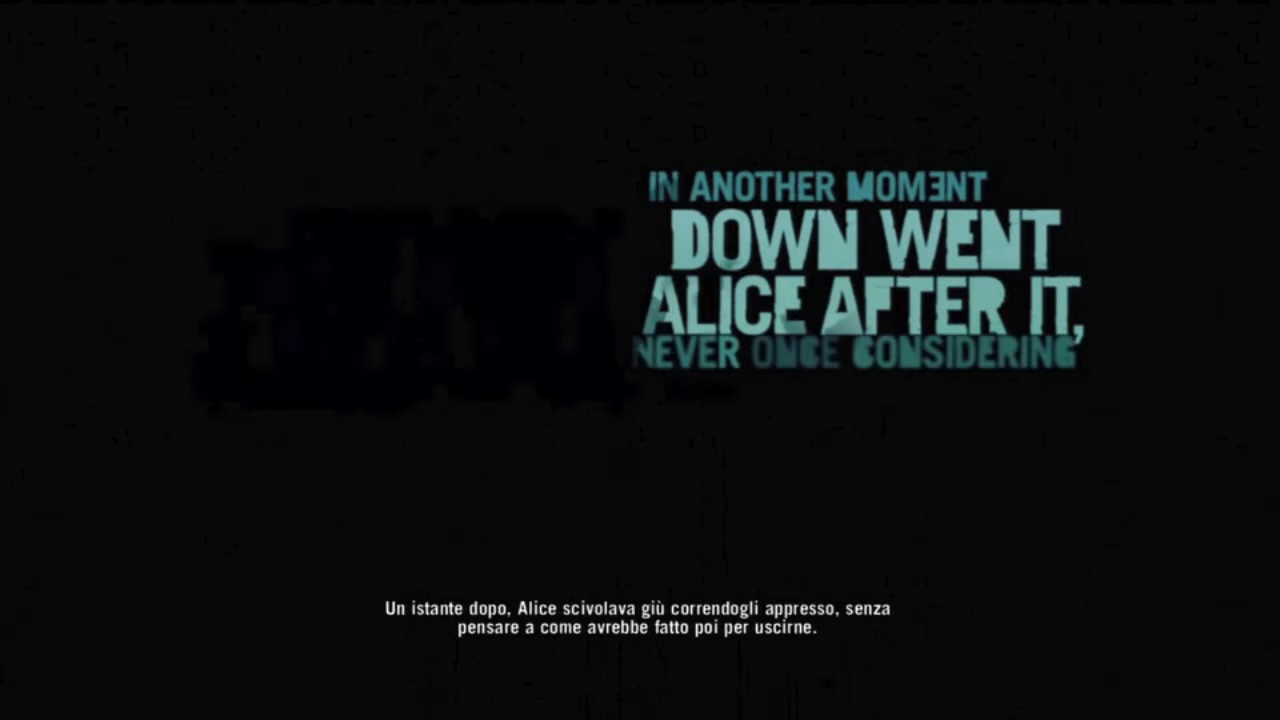 IN ANOTHER MOMENT
DOWN WENT
ALICE AFTER IT,
NEVER ONCE CONSIDERING
Un istante dopo, Alice scivolava giù correndogli appresso, senza
pensare a come avrebbe fatto poi per uscirne.